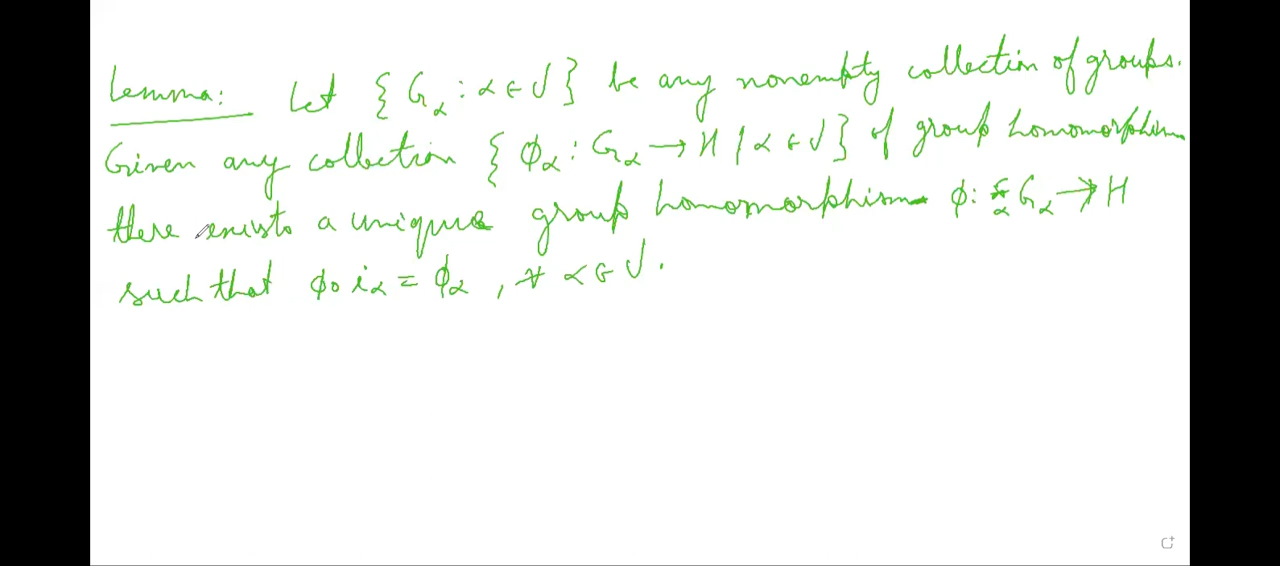 Lemma: Let { G_α : α ∈ J } be any nonempty collection of groups.
Given any collection { ϕ_α : G_α → H / α ∈ J } of group homomorphism
there exists a unique group homomorphism ϕ : *_α G_α → H
such that ϕ∘i_α = ϕ_α , ∀ α ∈ J.